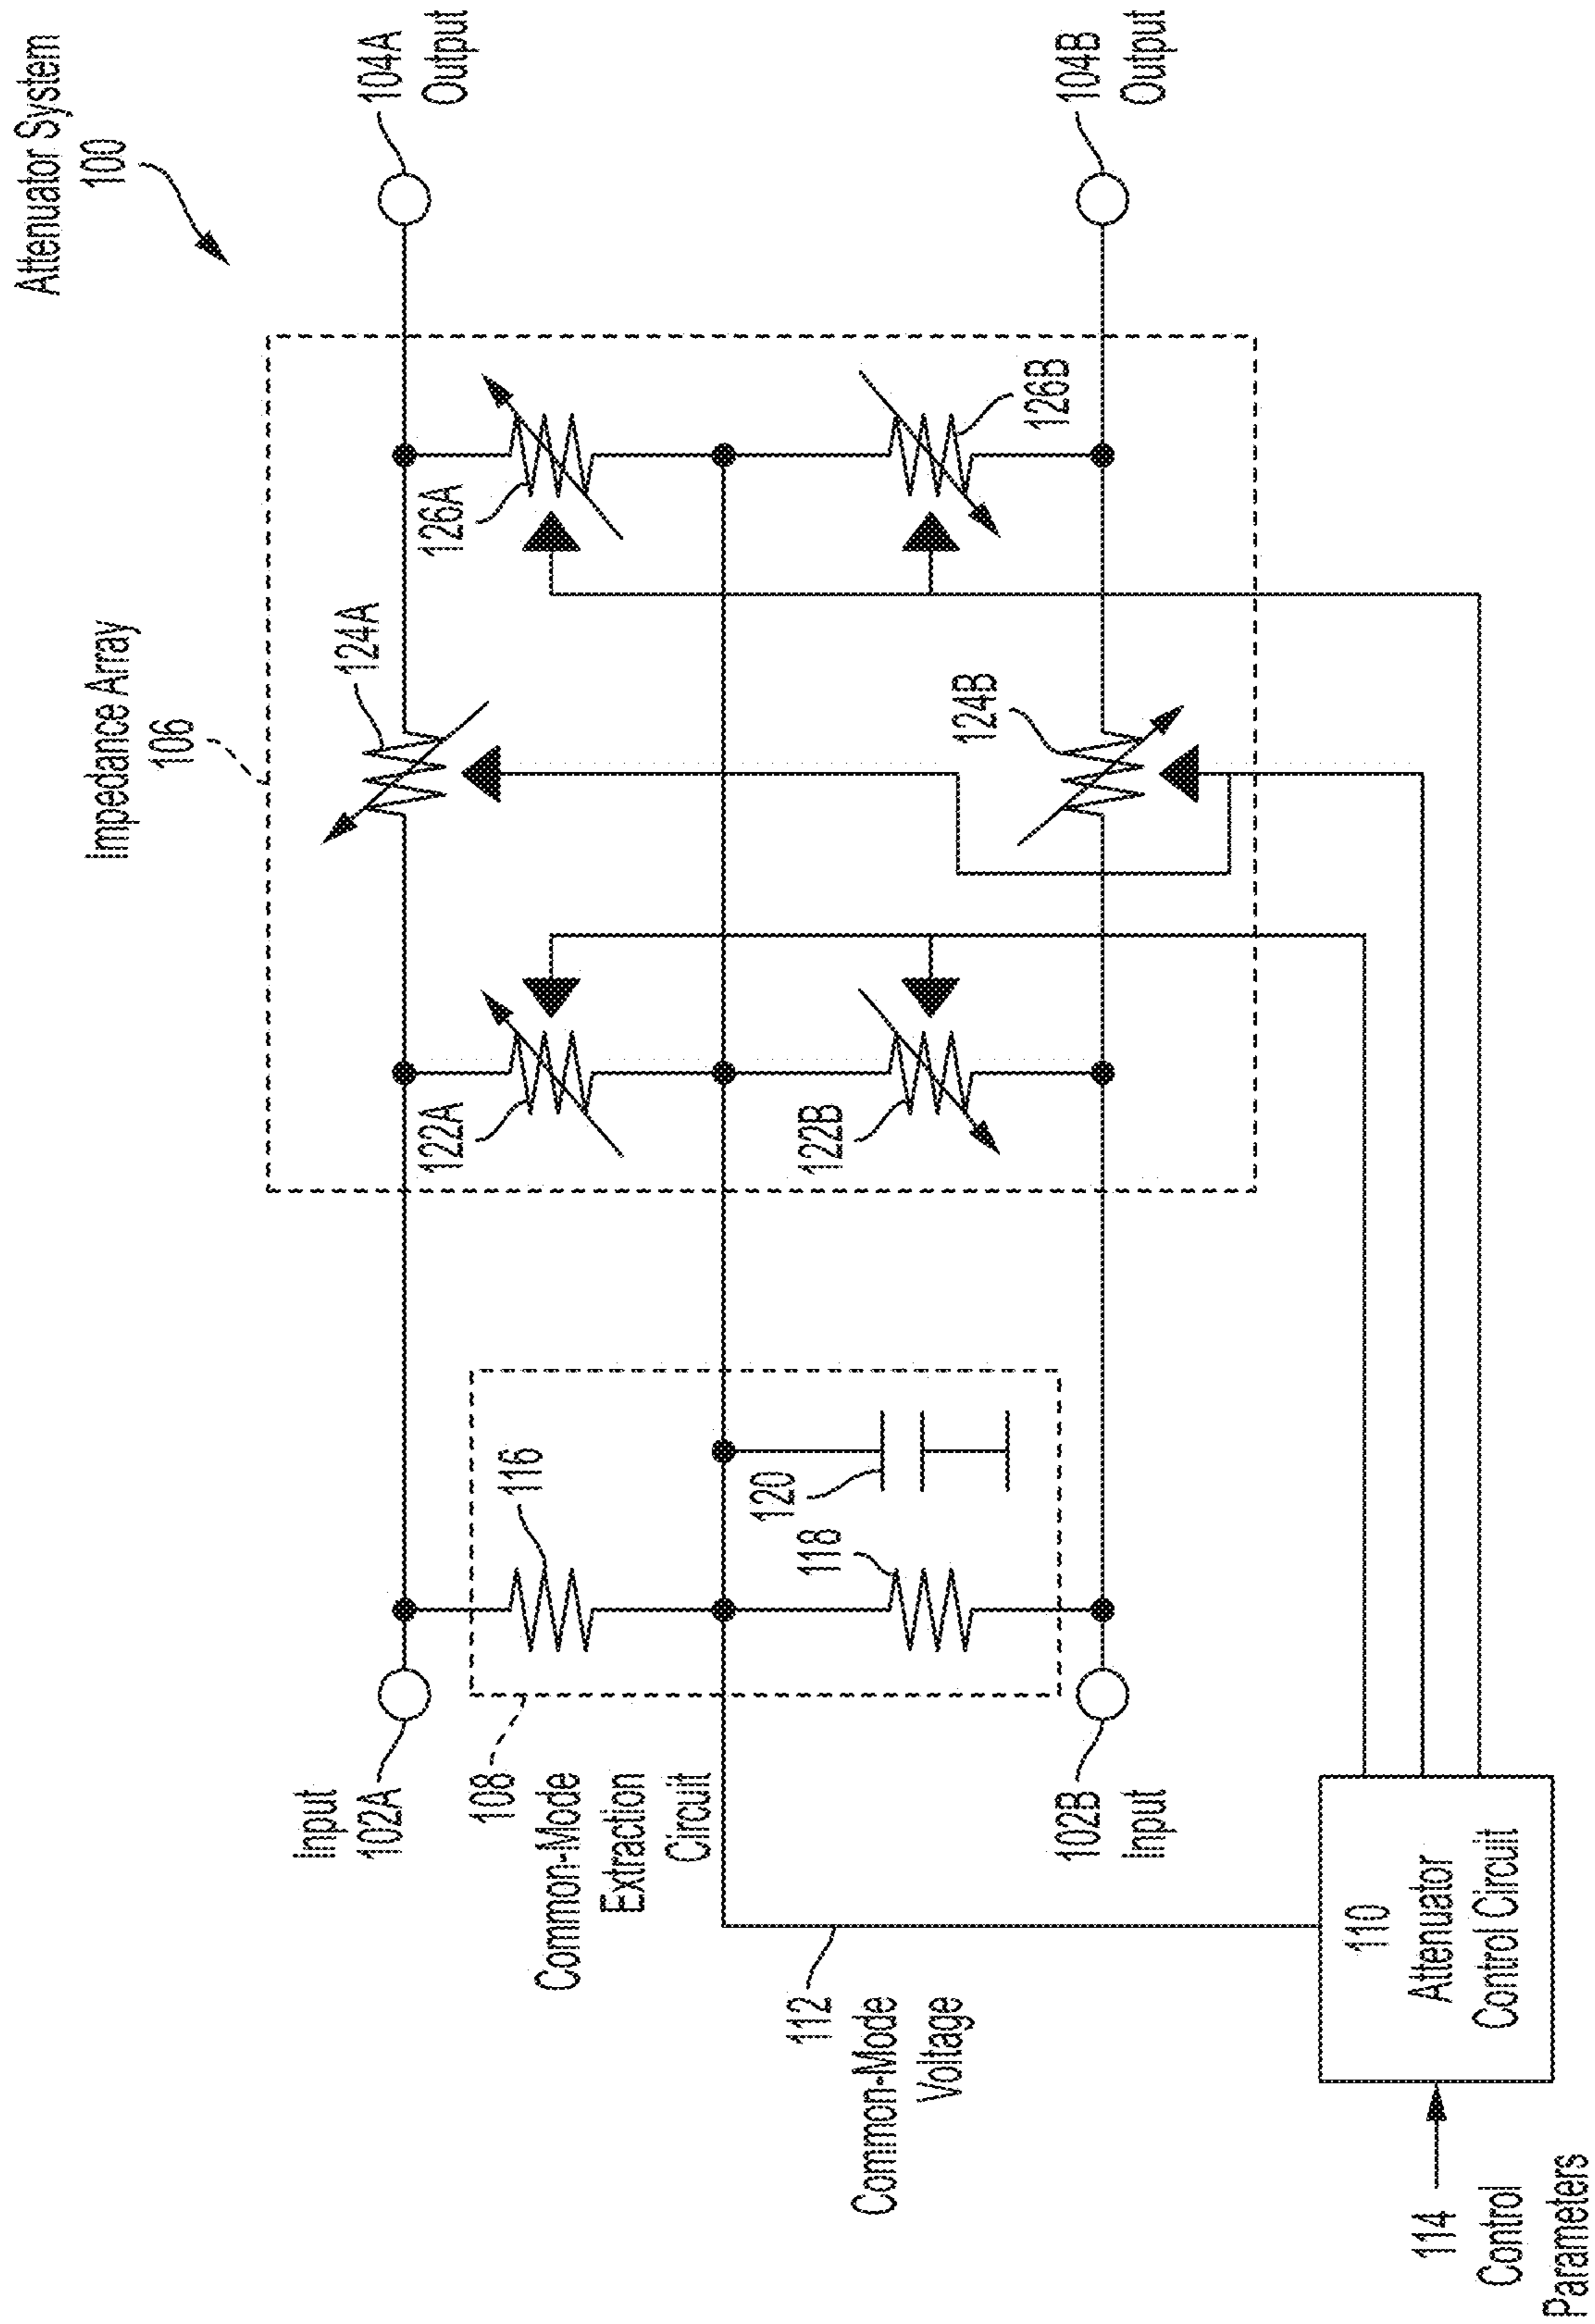 Attenuator System
100
Impedance Array
106
Input
102A
124A
104A
Output
122A
126A
116
108
Common-Mode
Extraction
Circuit
120
118
122B
124B
126B
112
Common-Mode
Voltage
102B
Input
104B
Output
110
Attenuator
Control Circuit
114
Control
Parameters